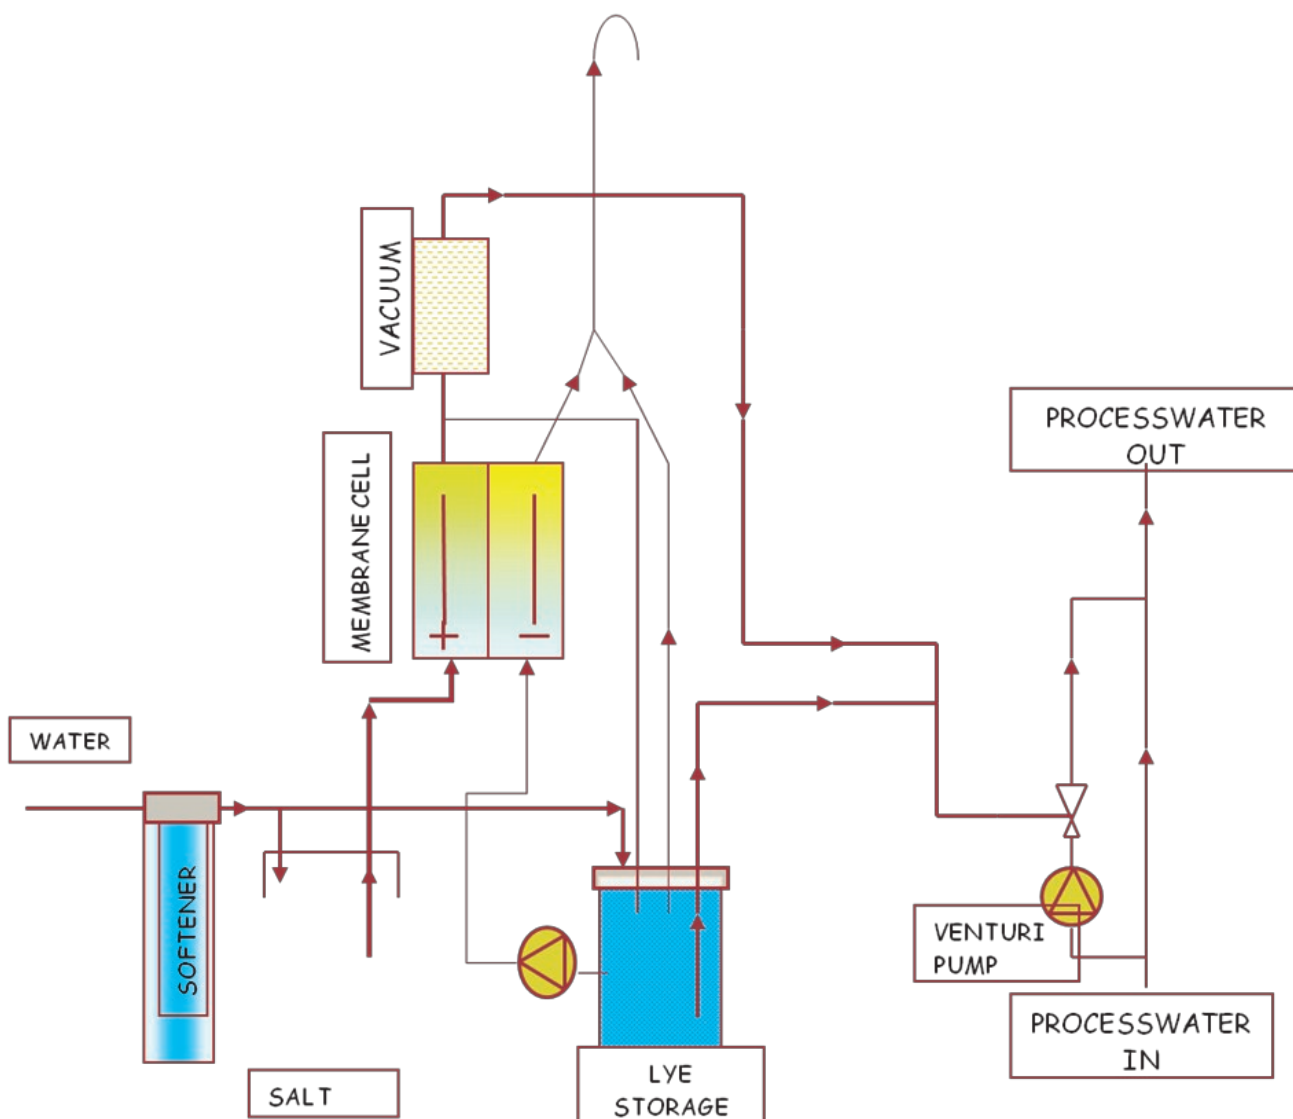 VACUUM
MEMBRANE CELL
PROCESSWATER
OUT
WATER
SOFTENER
VENTURI
PUMP
PROCESSWATER
IN
SALT
LYE
STORAGE